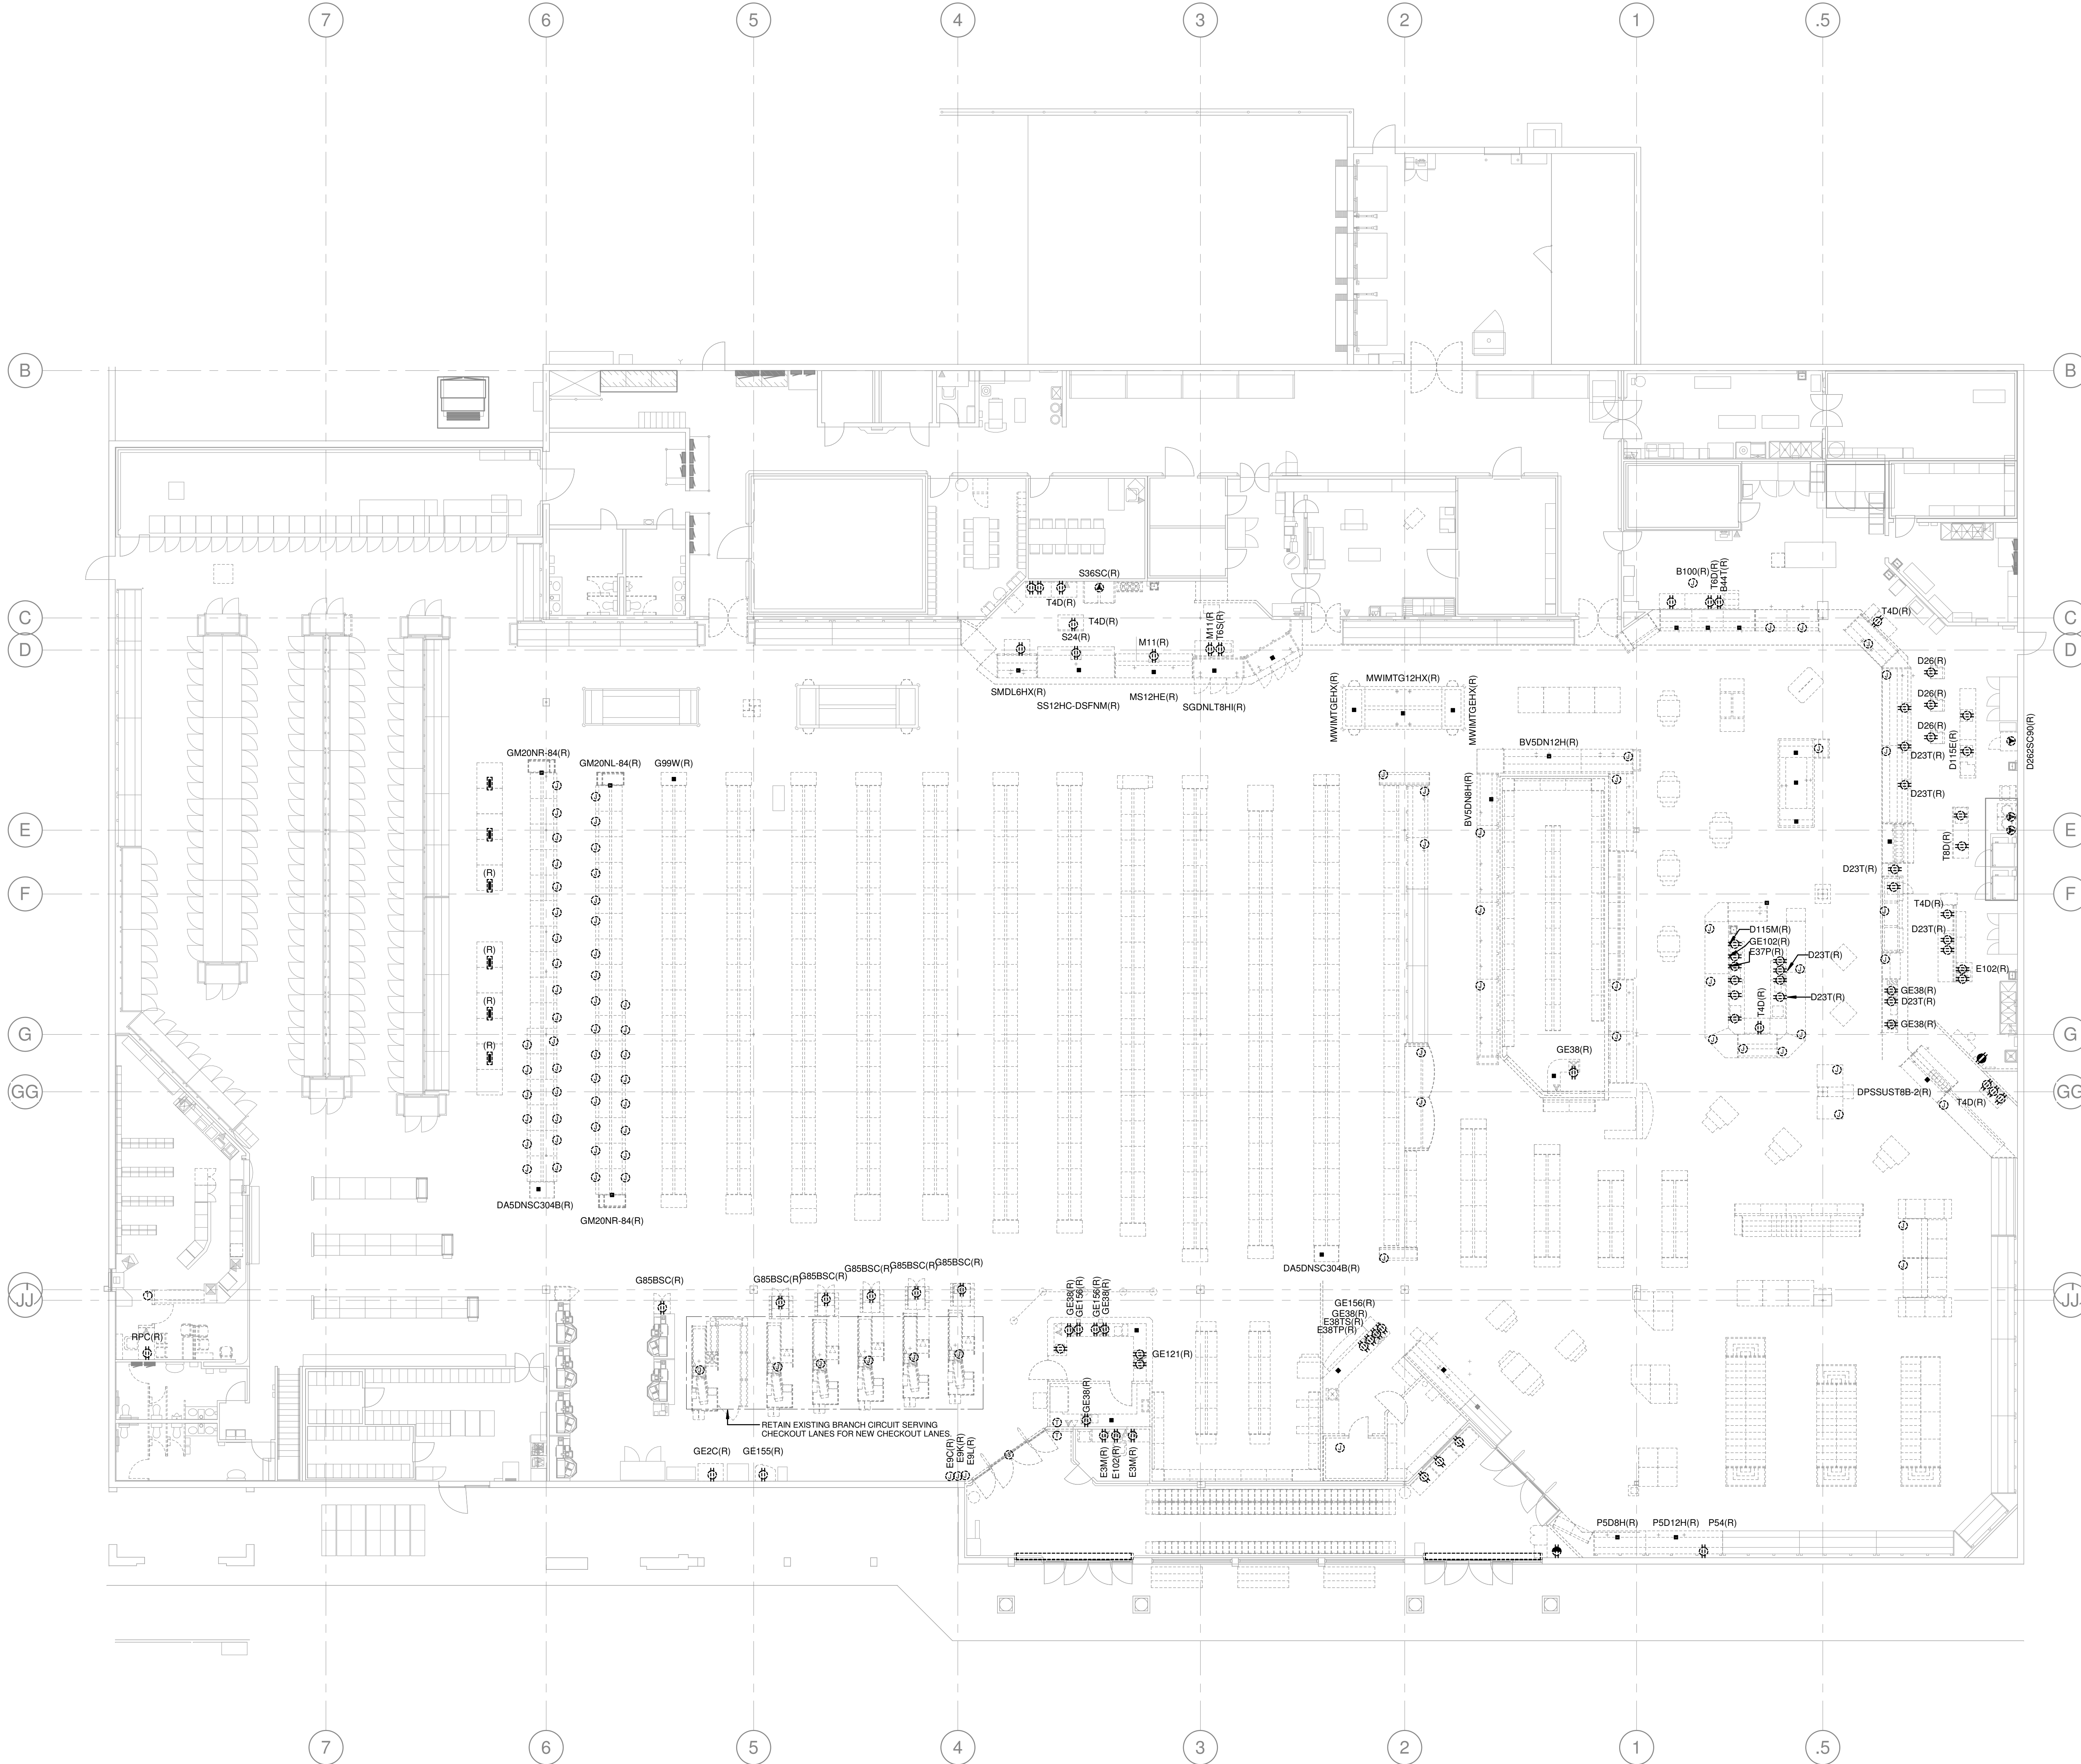 7
6
5
4
3
2
1
.5
B
B
S36SC(R)
B100(R)
T6D(R)
B44T(R)
T4D(R)
C
T4D(R)
M11(R)
T6S(R)
T4D(R)
C
S24(R)
M11(R)
D
D
D26(R)
SMDL6HX(R)
SS12HC-DSFNM(R)
MS12HE(R)
SGDNLT8HI(R)
MWIMTGEHX(R)
MWIMTG12HX(R)
MWIMTGEHX(R)
D26(R)
D26(R)
D115E(R)
D262SC90(R)
GM20NR-84(R)
GM20NL-84(R)
G99W(R)
BV5DN12H(R)
D23T(R)
BV5DN8H(R)
D23T(R)
E
E
T8D(R)
(R)
D23T(R)
F
F
T4D(R)
(R)
D115M(R)
D23T(R)
GE102(R)
E37P(R)
D23T(R)
E102(R)
(R)
T4D(R)
D23T(R)
GE38(R)
D23T(R)
G
GE38(R)
G
(R)
GE38(R)
GG
DPSSUST8B-2(R)
T4D(R)
GG
DA5DNSC304B(R)
GM20NR-84(R)
G85BSC(R)
G85BSC(R)
G85BSC(R)
G85BSC(R)
G85BSC(R)
G85BSC(R)
DA5DNSC304B(R)
JJ
JJ
GE38(R)
GE156(R)
GE156(R)
GE38(R)
GE156(R)
GE38(R)
E38TS(R)
E38TP(R)
RPC(R)
GE121(R)
RETAIN EXISTING BRANCH CIRCUIT SERVING
CHECKOUT LANES FOR NEW CHECKOUT LANES.
GE38(R)
GE2C(R)
GE155(R)
E9C(R)
E9K(R)
E9L(R)
E3M(R)
E102(R)
E3M(R)
P5D8H(R)
P5D12H(R)
P54(R)
7
6
5
4
3
2
1
.5